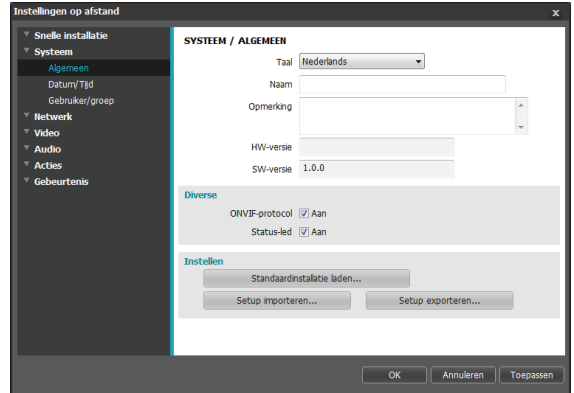 Instellingen op afstand
x
Snelle installatie
Systeem
Algemeen
Datum/Tijd
Gebruiker/groep
Netwerk
Video
Audio
Acties
Gebeurtenis
SYSTEEM / ALGEMEEN
Taal Nederlands
Naam
Opmerking
HW-versie
SW-versie 1.0.0
Diverse
ONVIF-protocol Aan
Status-led Aan
Instellen
Standaardinstallatie laden...
Setup importeren... Setup exporteren...
OK Annuleren Toepassen